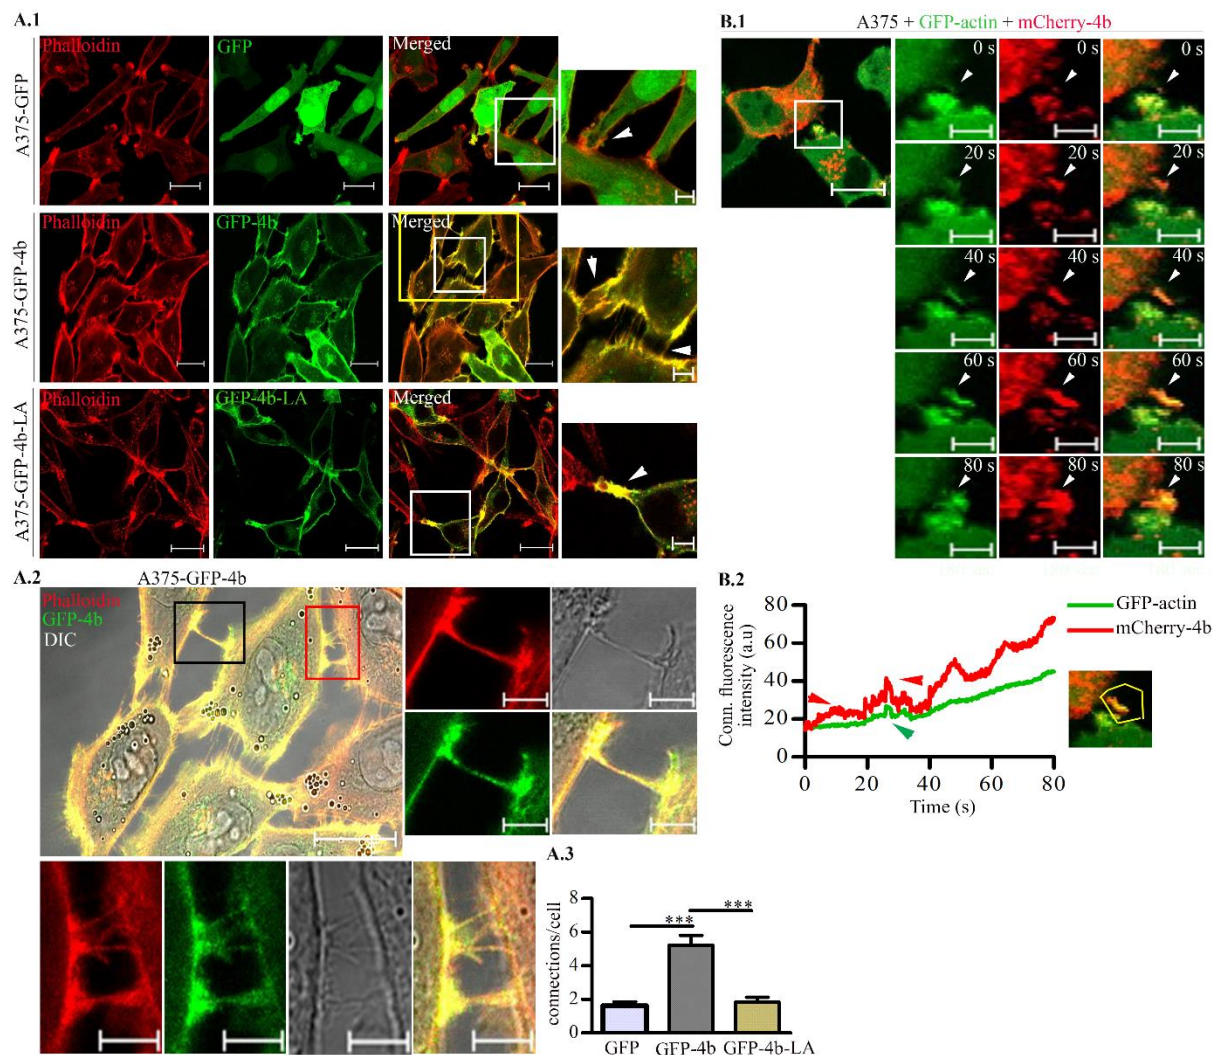 A.1
A375-GFP
Phalloidin
GFP
Merged
A375-GFP-4b
Phalloidin
GFP-4b
Merged
A375-GFP-4b-LA
Phalloidin
GFP-4b-LA
Merged
A.2
A375-GFP-4b
Phalloidin
GFP-4b
DIC
A.3
connections/cell
8
6
4
2
0
***
***
GFP
GFP-4b
GFP-4b-LA
B.1
A375 + GFP-actin + mCherry-4b
0 s
0 s
0 s
20 s
20 s
20 s
40 s
40 s
40 s
60 s
60 s
60 s
80 s
80 s
80 s
B.2
Conn. fluorescence
intensity (a.u)
80
60
40
20
0
0
20
40
60
80
Time (s)
GFP-actin
mCherry-4b